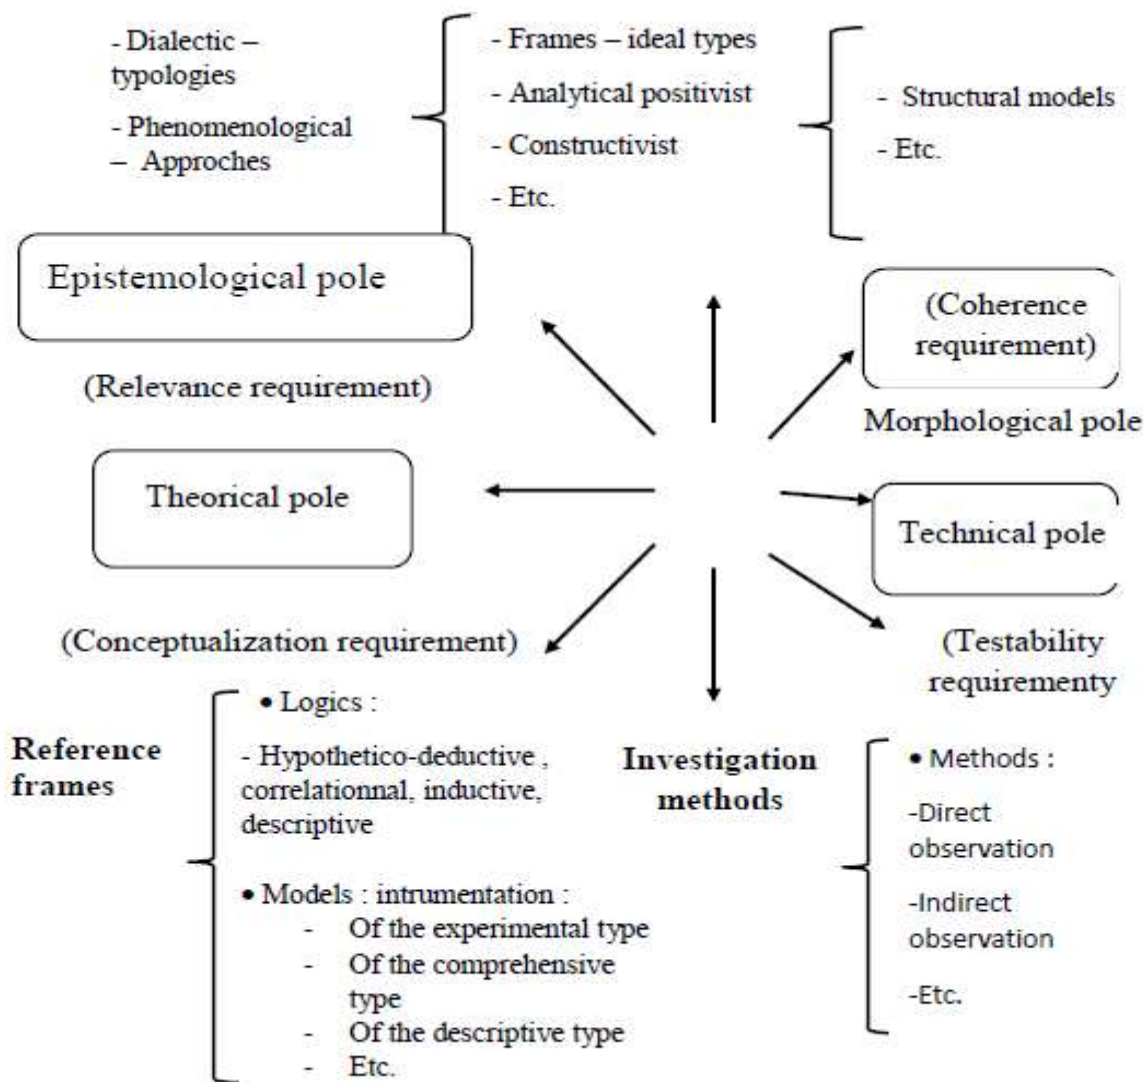 - Dialectic –
typologies
- Phenomenological
– Approches
- Frames – ideal types
- Analytical positivist
- Constructivist
- Etc.
- Structural models
- Etc.
Epistemological pole
(Relevance requirement)
(Coherence
requirement)
Morphological pole
Theorical pole
(Conceptualization requirement)
Technical pole
(Testability
requirementy
Reference
frames
• Logics :
- Hypothetico-deductive ,
correlationnal, inductive,
descriptive
• Models : intrumentation :
- Of the experimental type
- Of the comprehensive
type
- Of the descriptive type
- Etc.
Investigation
methods
• Methods :
-Direct
observation
-Indirect
observation
-Etc.